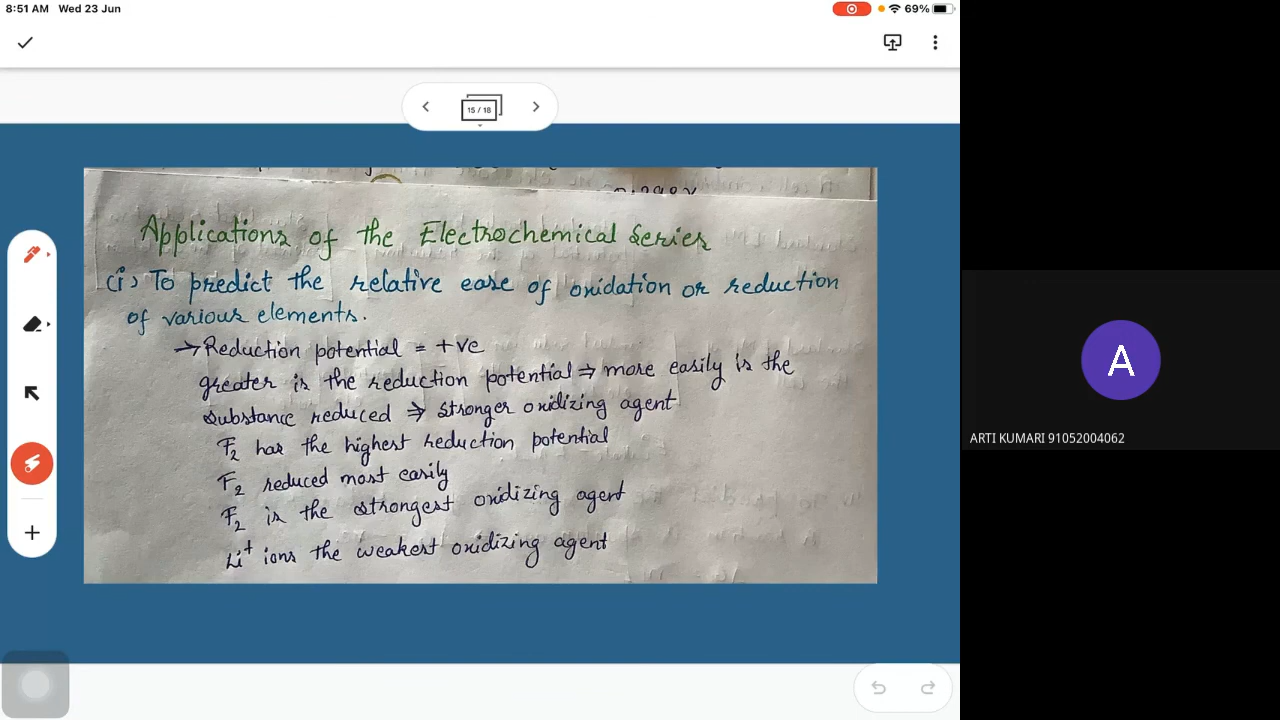 8:51 AM Wed 23 Jun
69%
15 / 18
Applications of the Electrochemical Series
(i) To predict the relative ease of oxidation or reduction
of various elements.
→ Reduction potential = +ve
greater is the reduction potential ⇒ more easily is the
substance reduced ⇒ stronger oxidizing agent
F₂ has the highest reduction potential
F₂ reduced most easily
F₂ is the strongest oxidizing agent
Li⁺ ions the weakest oxidizing agent
A
ARTI KUMARI 91052004062